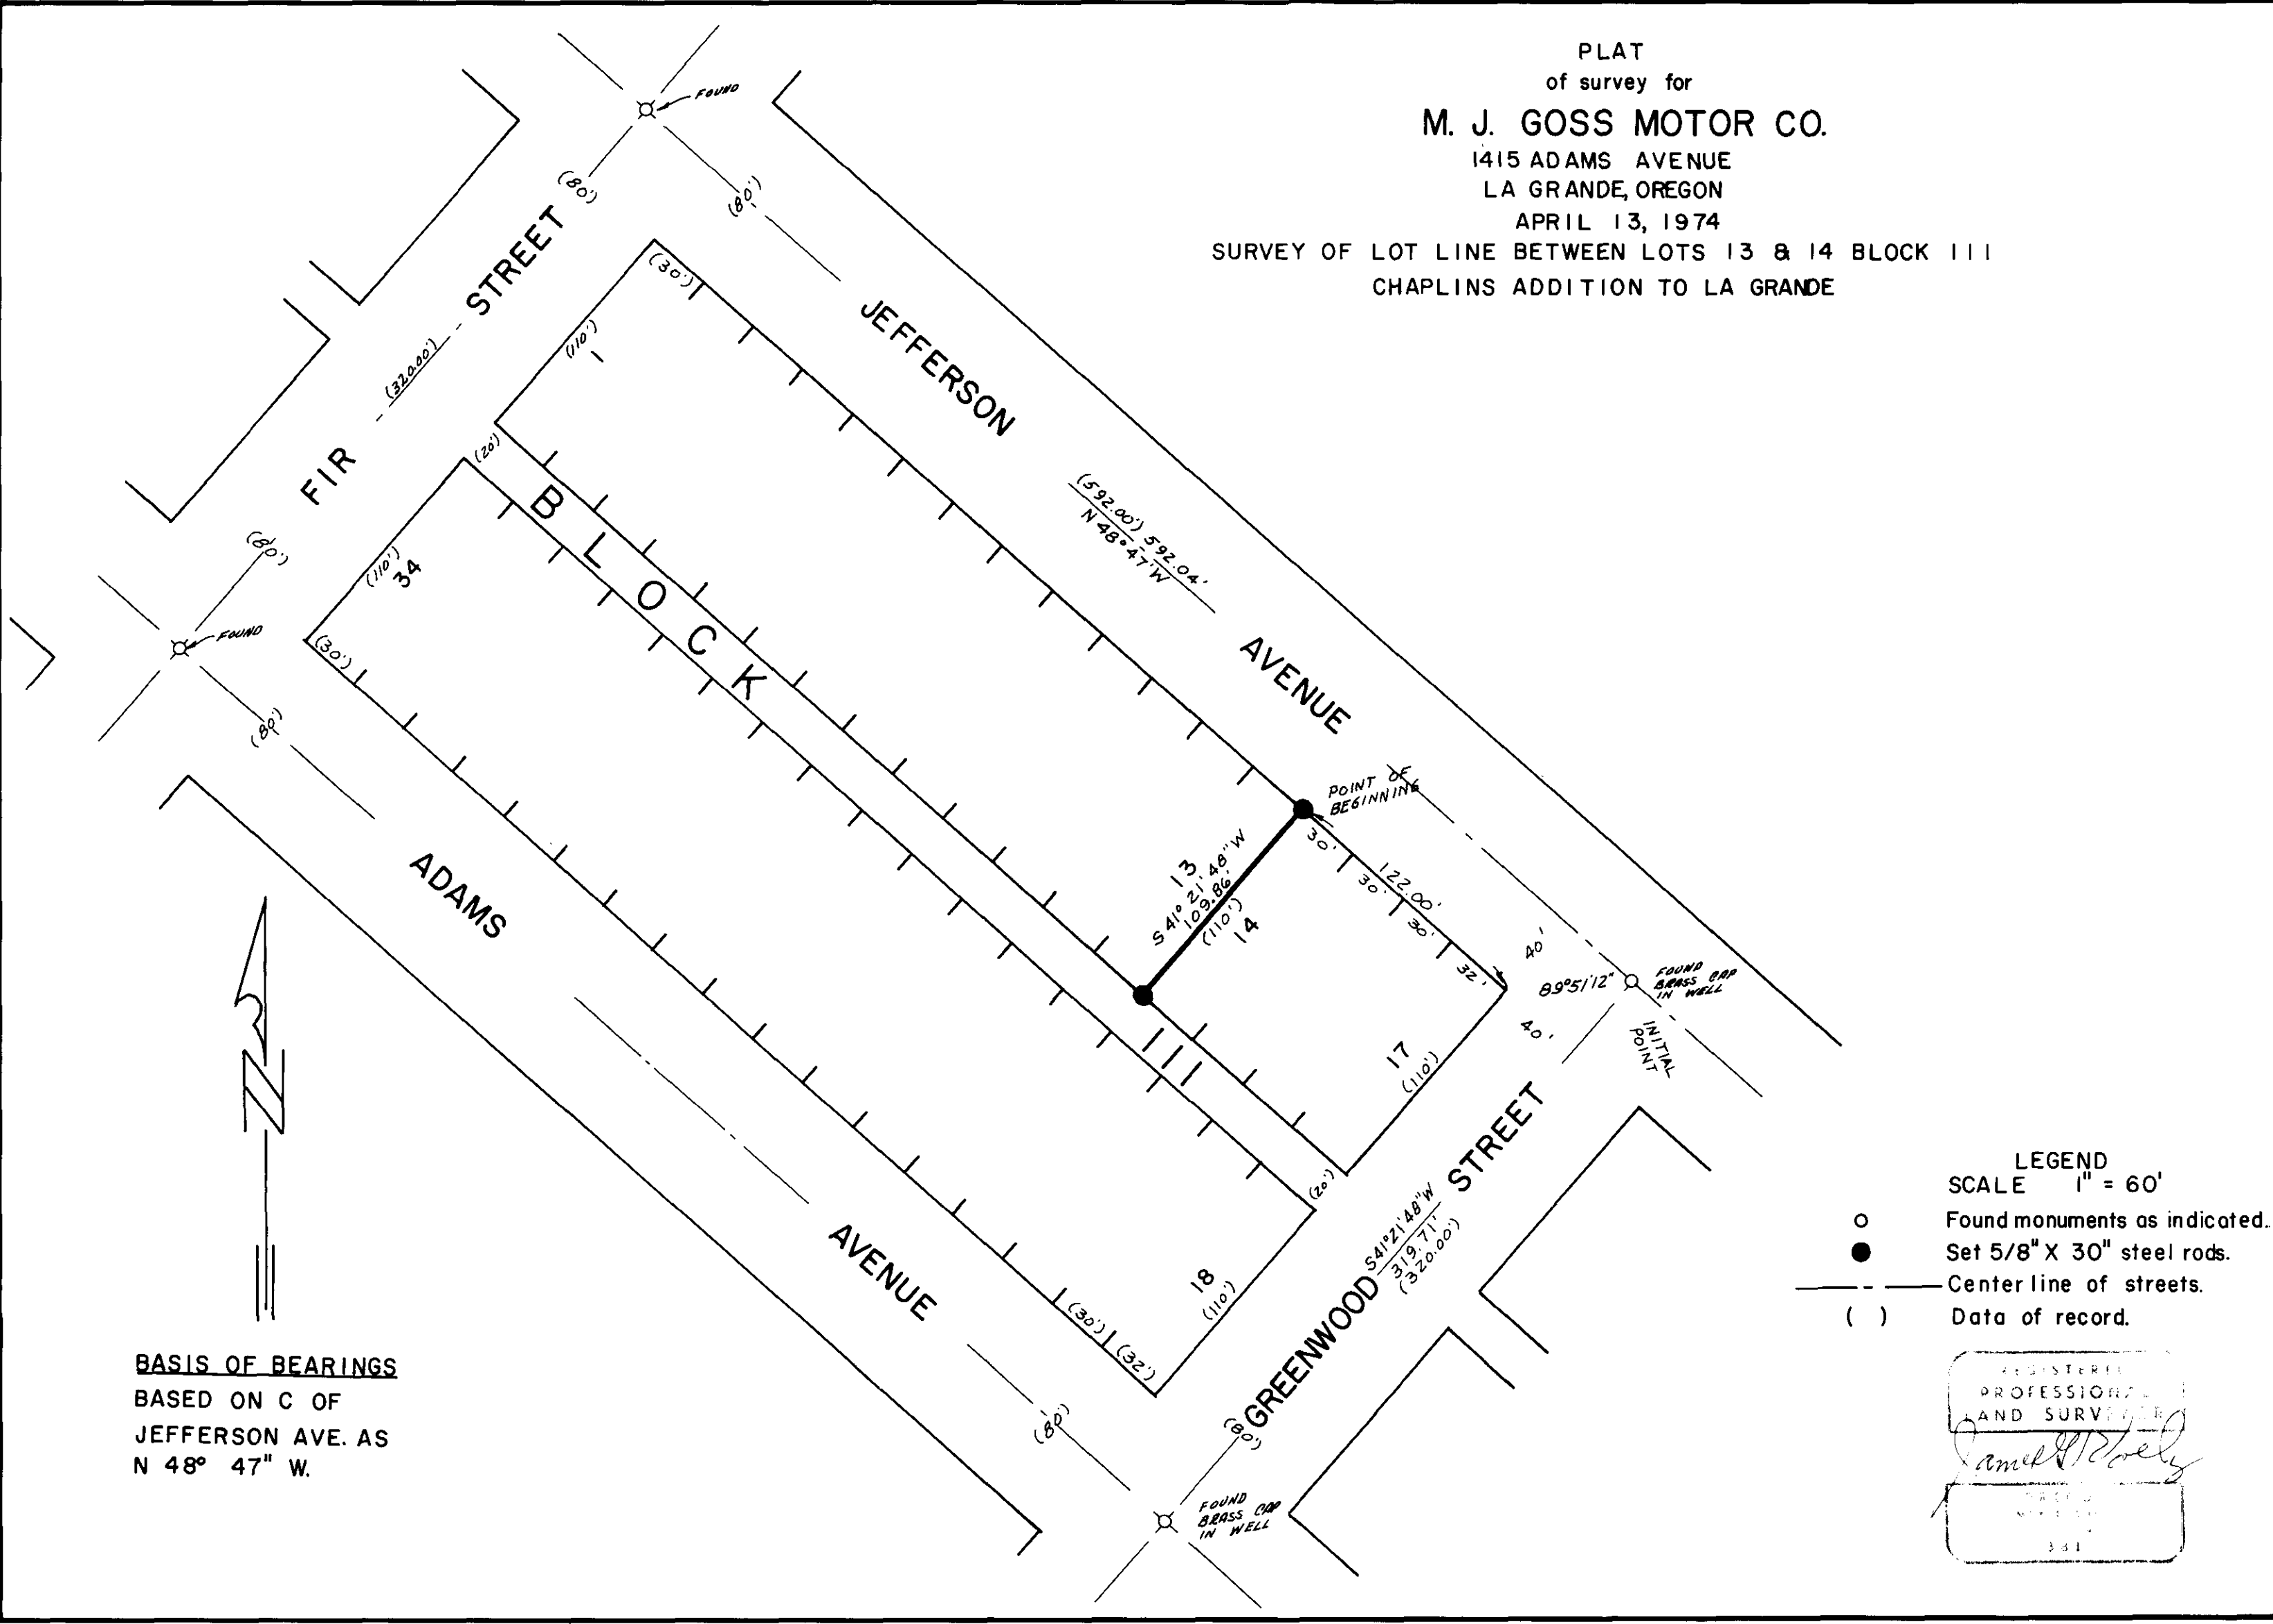 PLAT
of survey for
M. J. GOSS MOTOR CO.
1415 ADAMS AVENUE
LA GRANDE, OREGON
APRIL 13, 1974
SURVEY OF LOT LINE BETWEEN LOTS 13 & 14 BLOCK 111
CHAPLINS ADDITION TO LA GRANDE
FOUND
(80')
(80')
FIR STREET
(320.00')
(30')
(110')
1
JEFFERSON AVENUE
(592.00') 592.04'
N 48° 47' W
(20')
BLOCK 111
(80')
(110')
34
FOUND
(30')
(80')
POINT OF
BEGINNING
13
S 41° 21' 48" W
109.86'
(110')
14
30'
122.00'
30'
30'
32'
40'
89°51'12"
40'
FOUND
BRASS CAP
IN WELL
INITIAL
POINT
17
(110')
ADAMS AVENUE
(20')
18
(110')
(30')
(32')
(80')
GREENWOOD STREET
S41°21'48"W
319.71'
(320.00')
(80')
FOUND
BRASS CAP
IN WELL
N
BASIS OF BEARINGS
BASED ON C OF
JEFFERSON AVE. AS
N 48° 47" W.
LEGEND
SCALE 1" = 60'
Found monuments as indicated.
Set 5/8" X 30" steel rods.
Center line of streets.
( ) Data of record.
REGISTERED
PROFESSIONAL
LAND SURVEYOR
381